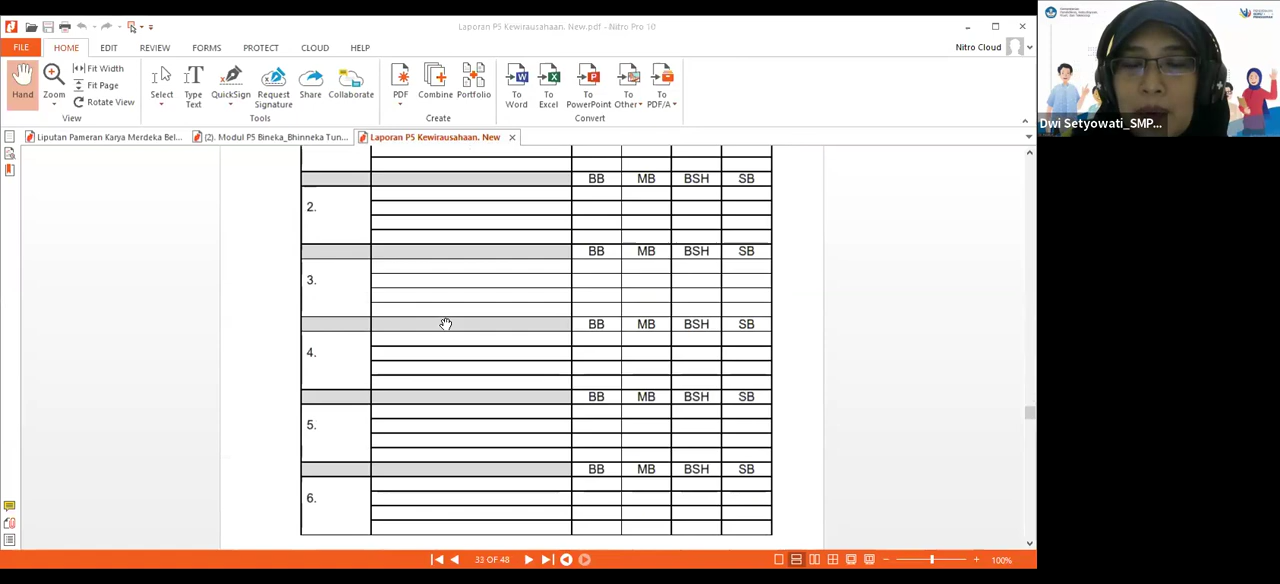 Laporan P5 Kewirausahaan. New.pdf - Nitro Pro 10
FILE HOME EDIT REVIEW FORMS PROTECT CLOUD HELP
Nitro Cloud
Hand
Zoom
Fit Width
Fit Page
Rotate View
View
Select
Type Text
QuickSign
Request Signature
Share
Collaborate
Tools
PDF
Combine
Portfolio
Create
To Word
To Excel
To PowerPoint
To Other
To PDF/A
Convert
Liputan Pameran Karya Merdeka Bel...
(2). Modul P5 Bineka_Bhinneka Tun...
Laporan P5 Kewirausahaan. New
BB MB BSH SB
2.
BB MB BSH SB
3.
BB MB BSH SB
4.
BB MB BSH SB
5.
BB MB BSH SB
6.
33 OF 48
100%
Dwi Setyowati_SMP...